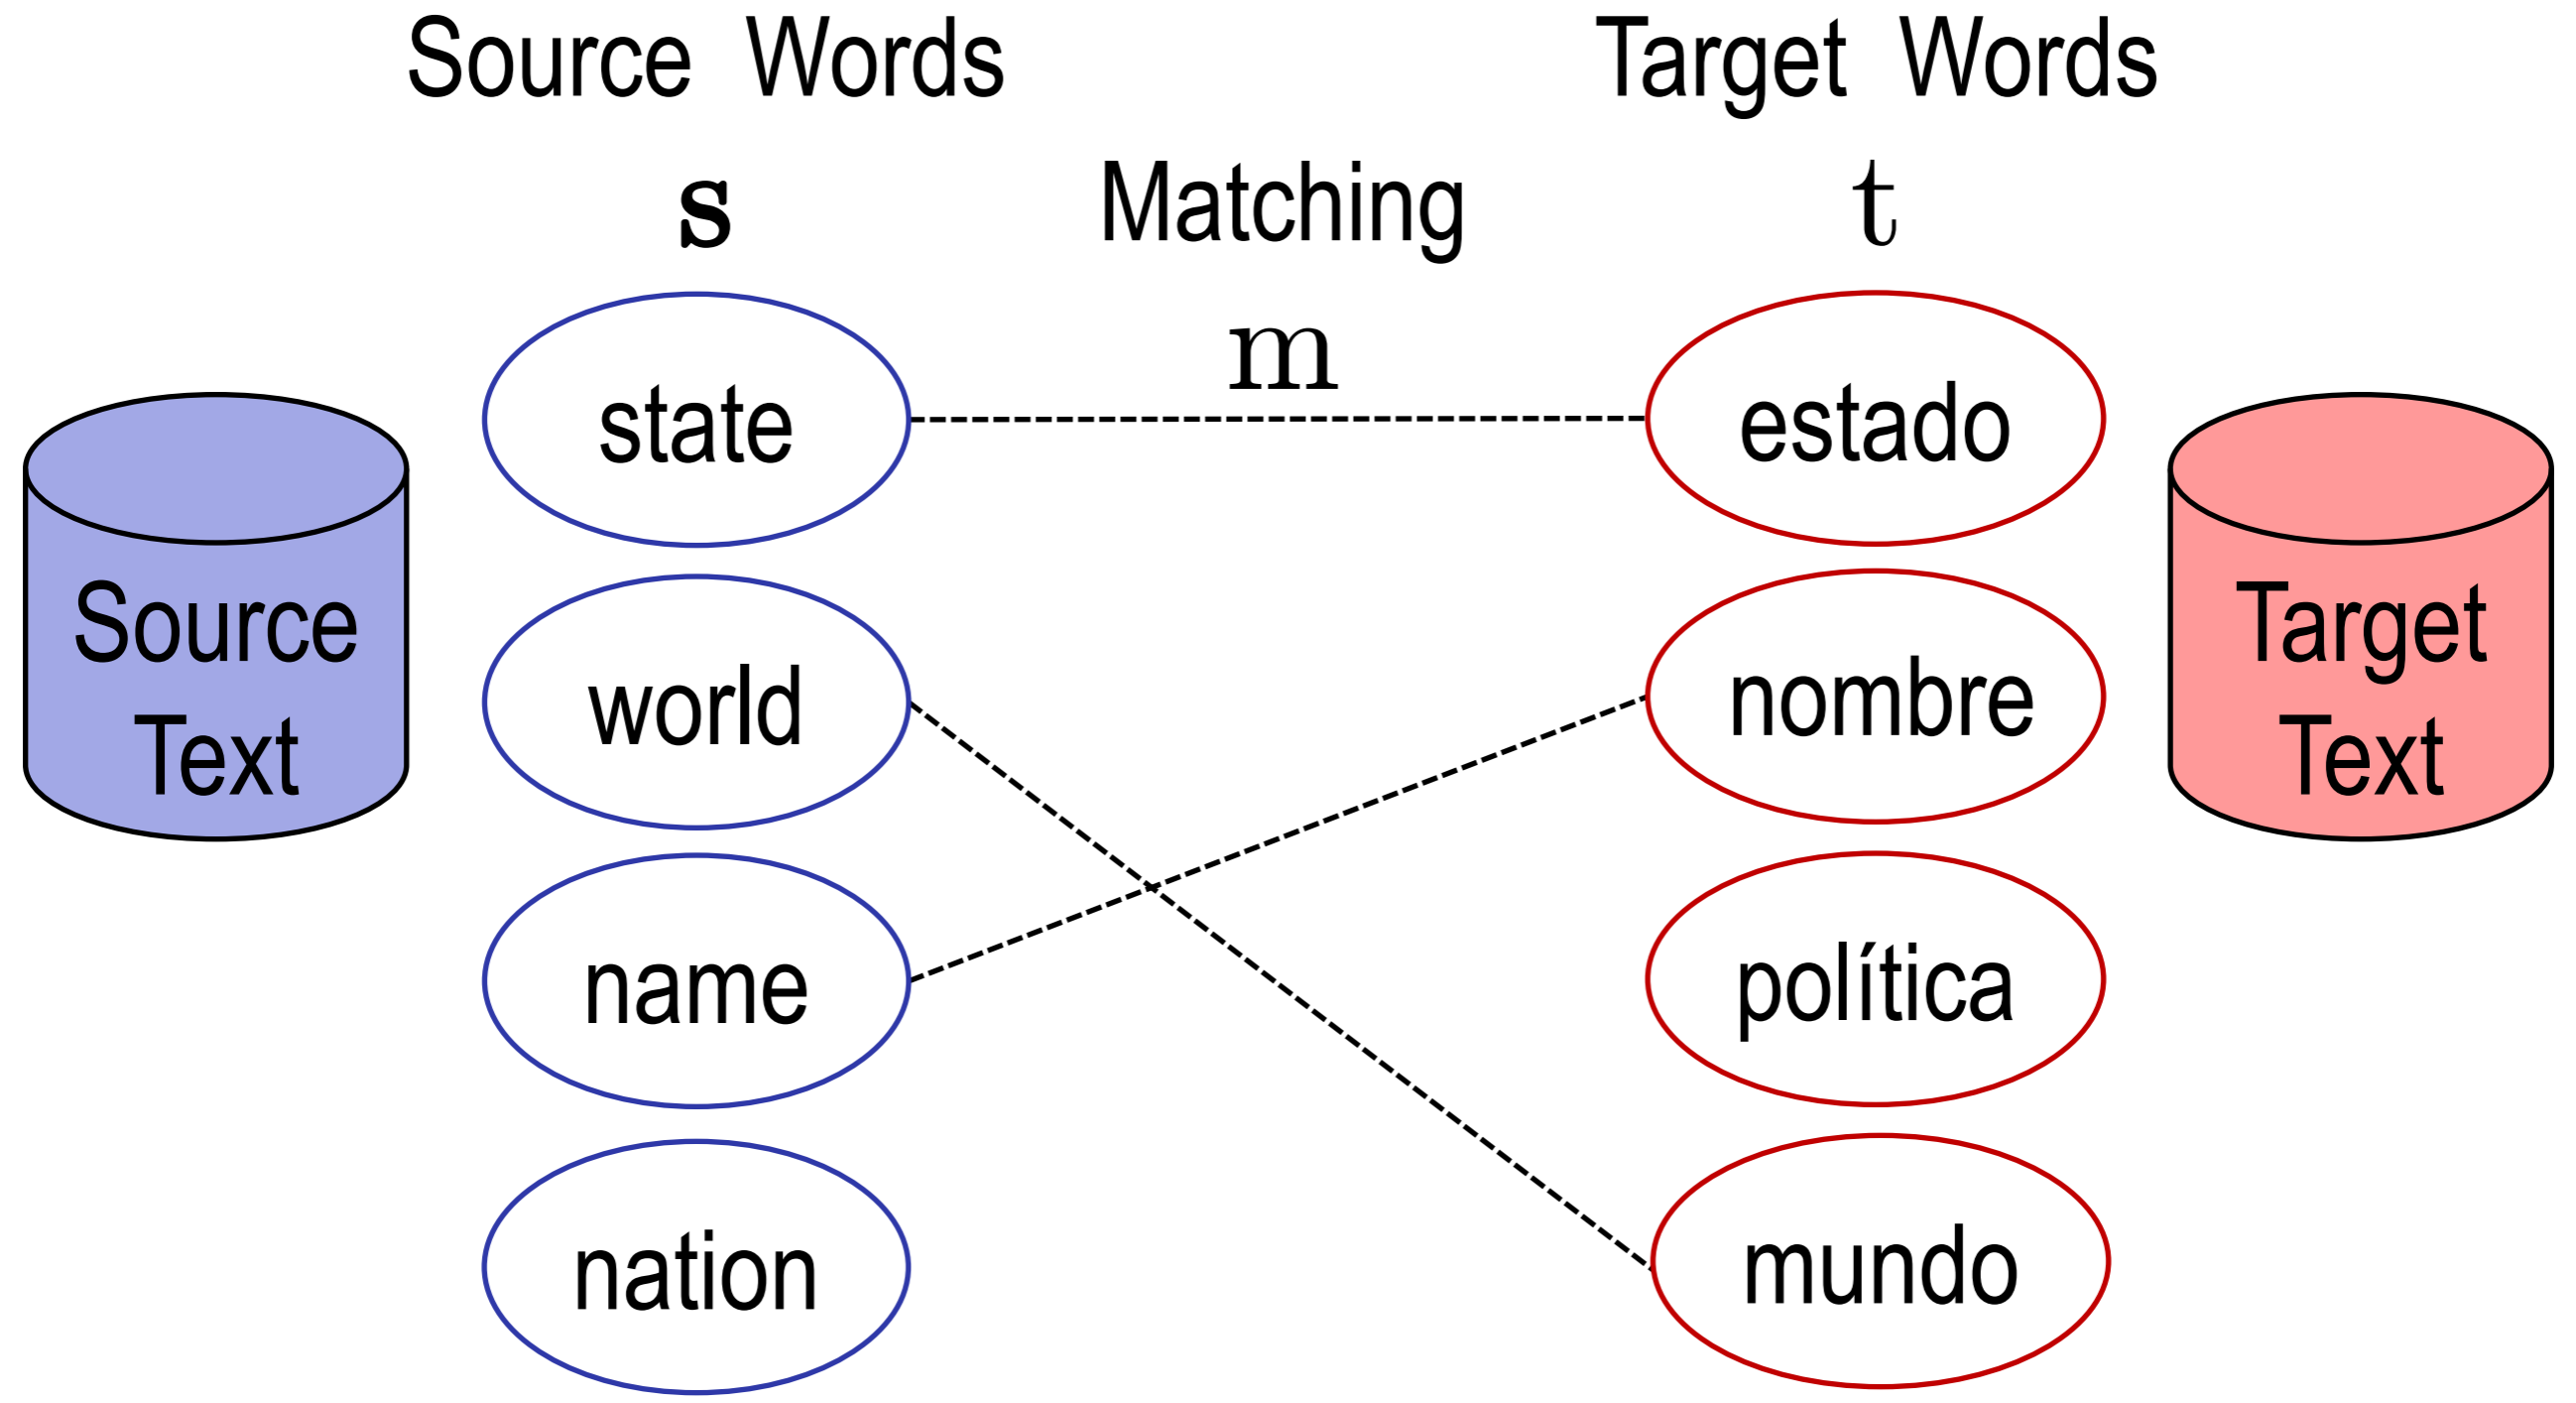 Source Words
Target Words
s
Matching
t
m
state
estado
Source
Text
world
nombre
Target
Text
name
política
nation
mundo